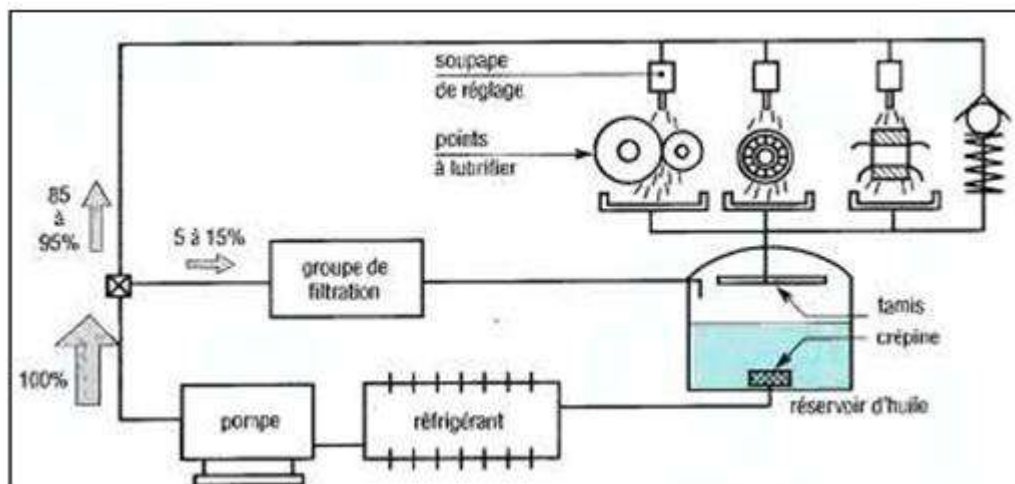 soupape
de réglage
points
à lubrifier
85
à
95%
5 à 15%
groupe de
filtration
tamis
crépine
100%
réservoir d'huile
pompe
réfrigérant